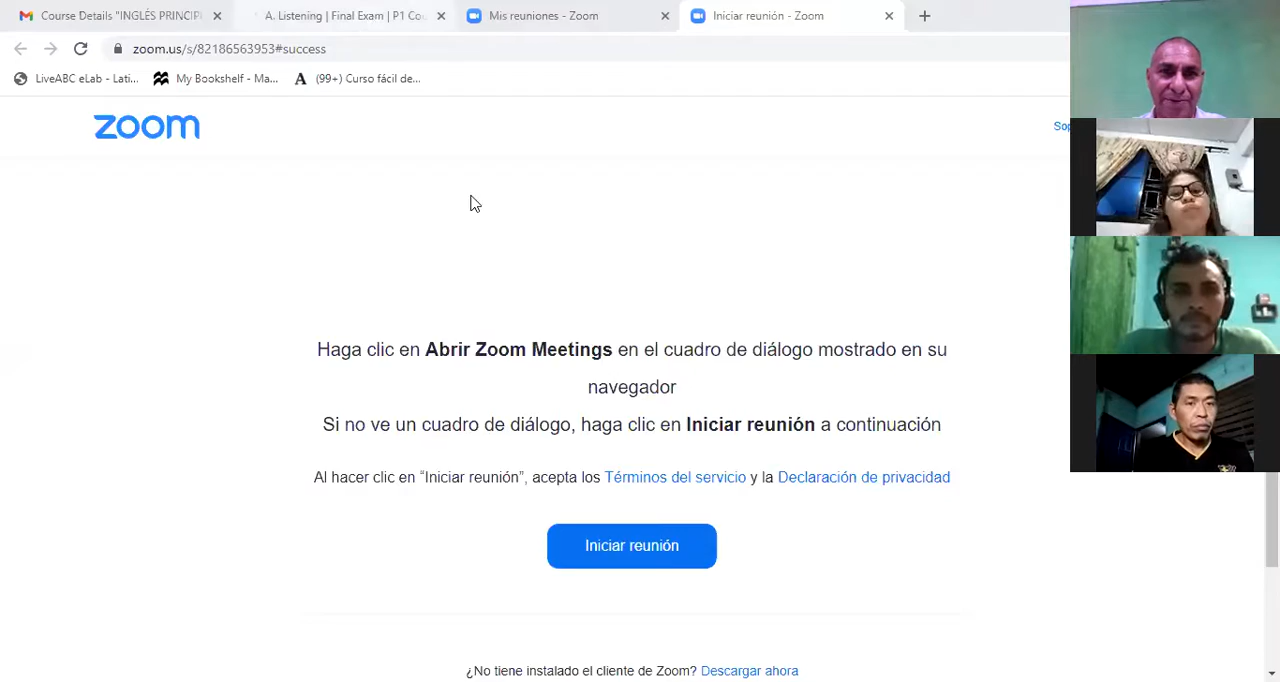 Course Details "INGLÉS PRINCIPI
A. Listening | Final Exam | P1 Cou
Mis reuniones - Zoom
Iniciar reunión - Zoom
zoom.us/s/82186563953#success
LiveABC eLab - Lati...
My Bookshelf - Ma...
(99+) Curso fácil de...
zoom
Sop
Haga clic en Abrir Zoom Meetings en el cuadro de diálogo mostrado en su
navegador
Si no ve un cuadro de diálogo, haga clic en Iniciar reunión a continuación
Al hacer clic en “Iniciar reunión”, acepta los Términos del servicio y la Declaración de privacidad
Iniciar reunión
¿No tiene instalado el cliente de Zoom? Descargar ahora